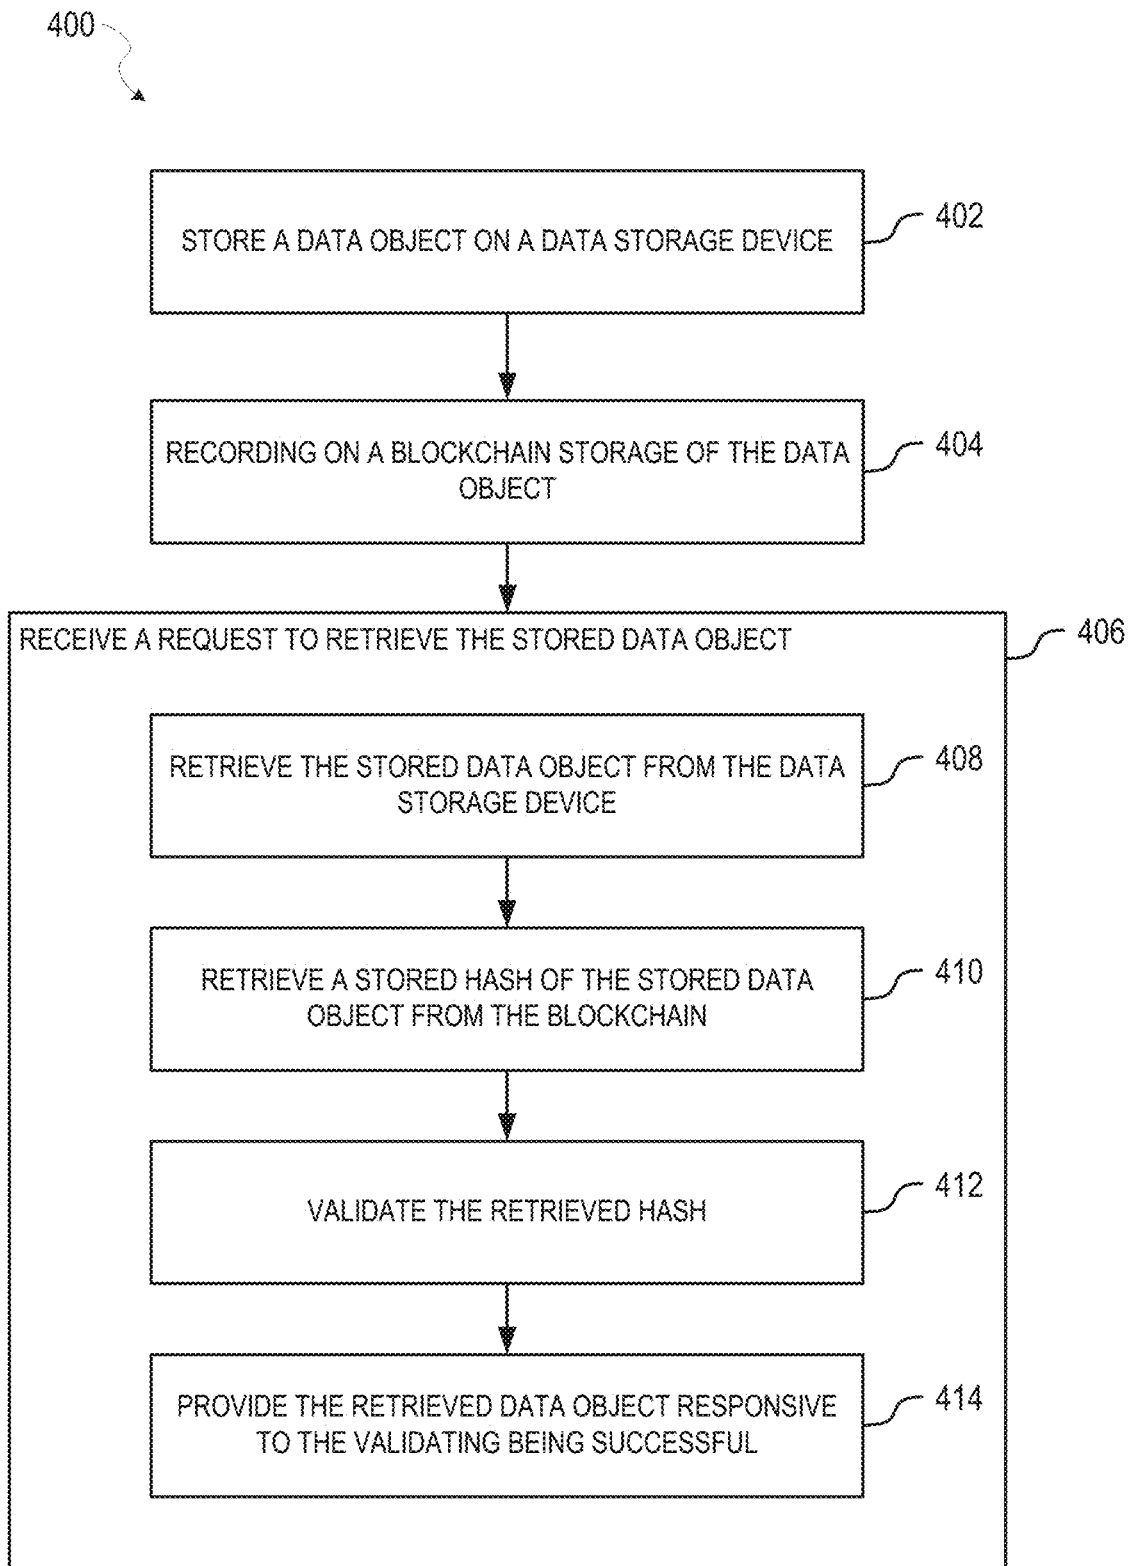 400
STORE A DATA OBJECT ON A DATA STORAGE DEVICE
402
RECORDING ON A BLOCKCHAIN STORAGE OF THE DATA
OBJECT
404
RECEIVE A REQUEST TO RETRIEVE THE STORED DATA OBJECT
406
RETRIEVE THE STORED DATA OBJECT FROM THE DATA
STORAGE DEVICE
408
RETRIEVE A STORED HASH OF THE STORED DATA
OBJECT FROM THE BLOCKCHAIN
410
VALIDATE THE RETRIEVED HASH
412
PROVIDE THE RETRIEVED DATA OBJECT RESPONSIVE
TO THE VALIDATING BEING SUCCESSFUL
414